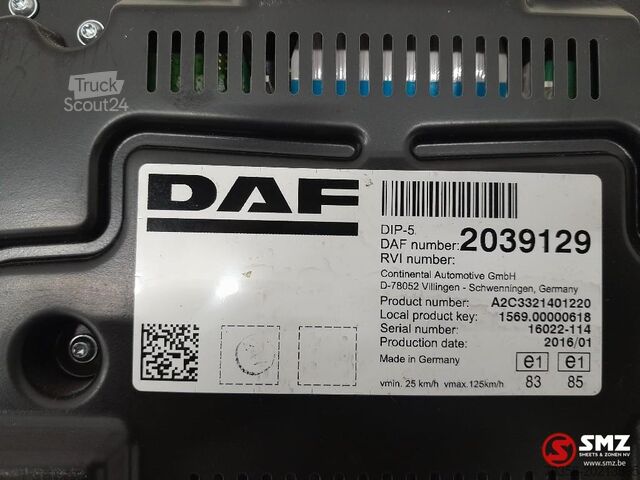 Truck
Scout24
DAF
DIP-5.
DAF number: 2039129
RVI number:
Continental Automotive GmbH
D-78052 Villingen - Schwenningen, Germany
Product number: A2C3321401220
Local product key: 1569.00000618
Serial number: 16022-114
Production date: 2016/01
Made in Germany
e1 e1
83 85
vmin. 25 km/h vmax.125km/h
SMZ
SMEETS & ZONEN MV
www.smz.be